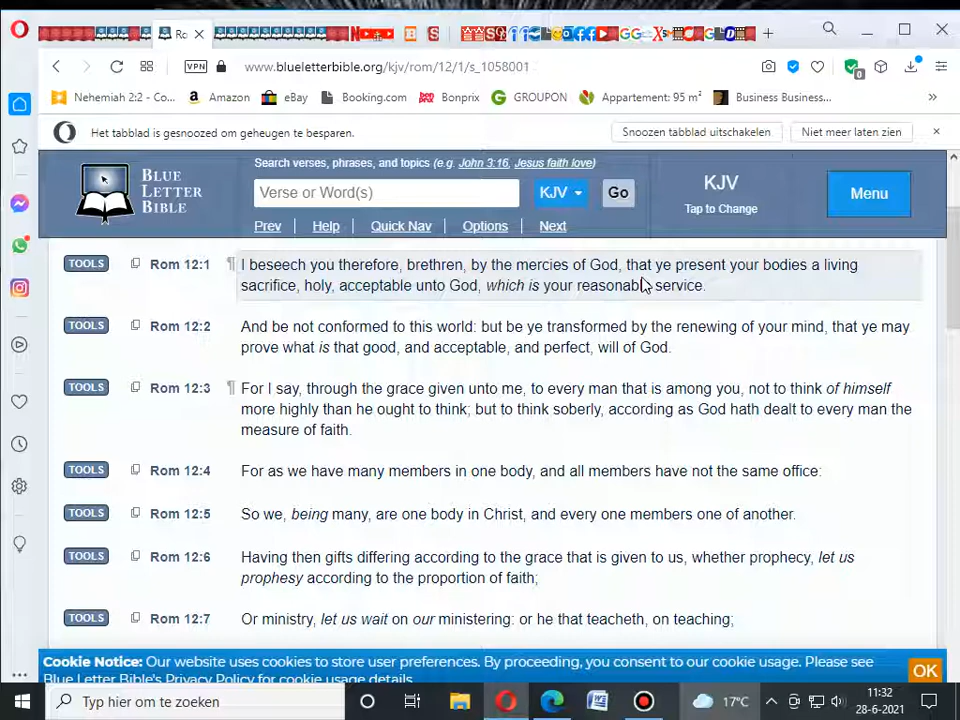 Ro
www.blueletterbible.org/kjv/rom/12/1/s_1058001
VPN
0
Nehemiah 2:2 - Co...
Amazon
eBay
Booking.com
Bonprix
GROUPON
Appartement: 95 m²
Business Business...
Het tabblad is gesnoozed om geheugen te besparen.
Snoozen tabblad uitschakelen
Niet meer laten zien
BLUE
LETTER
BIBLE
Search verses, phrases, and topics (e.g. John 3:16, Jesus faith love)
Verse or Word(s)
KJV
Go
KJV
Tap to Change
Menu
Prev | Help | Quick Nav | Options | Next
TOOLS Rom 12:1 ¶ I beseech you therefore, brethren, by the mercies of God, that ye present your bodies a living
sacrifice, holy, acceptable unto God, which is your reasonable service.
TOOLS Rom 12:2 And be not conformed to this world: but be ye transformed by the renewing of your mind, that ye may
prove what is that good, and acceptable, and perfect, will of God.
TOOLS Rom 12:3 ¶ For I say, through the grace given unto me, to every man that is among you, not to think of himself
more highly than he ought to think; but to think soberly, according as God hath dealt to every man the
measure of faith.
TOOLS Rom 12:4 For as we have many members in one body, and all members have not the same office:
TOOLS Rom 12:5 So we, being many, are one body in Christ, and every one members one of another.
TOOLS Rom 12:6 Having then gifts differing according to the grace that is given to us, whether prophecy, let us
prophesy according to the proportion of faith;
TOOLS Rom 12:7 Or ministry, let us wait on our ministering: or he that teacheth, on teaching;
Cookie Notice: Our website uses cookies to store user preferences. By proceeding, you consent to our cookie usage. Please see
Blue Letter Bible's Privacy Policy for cookie usage details.
OK
Typ hier om te zoeken
17°C
11:32
28-6-2021